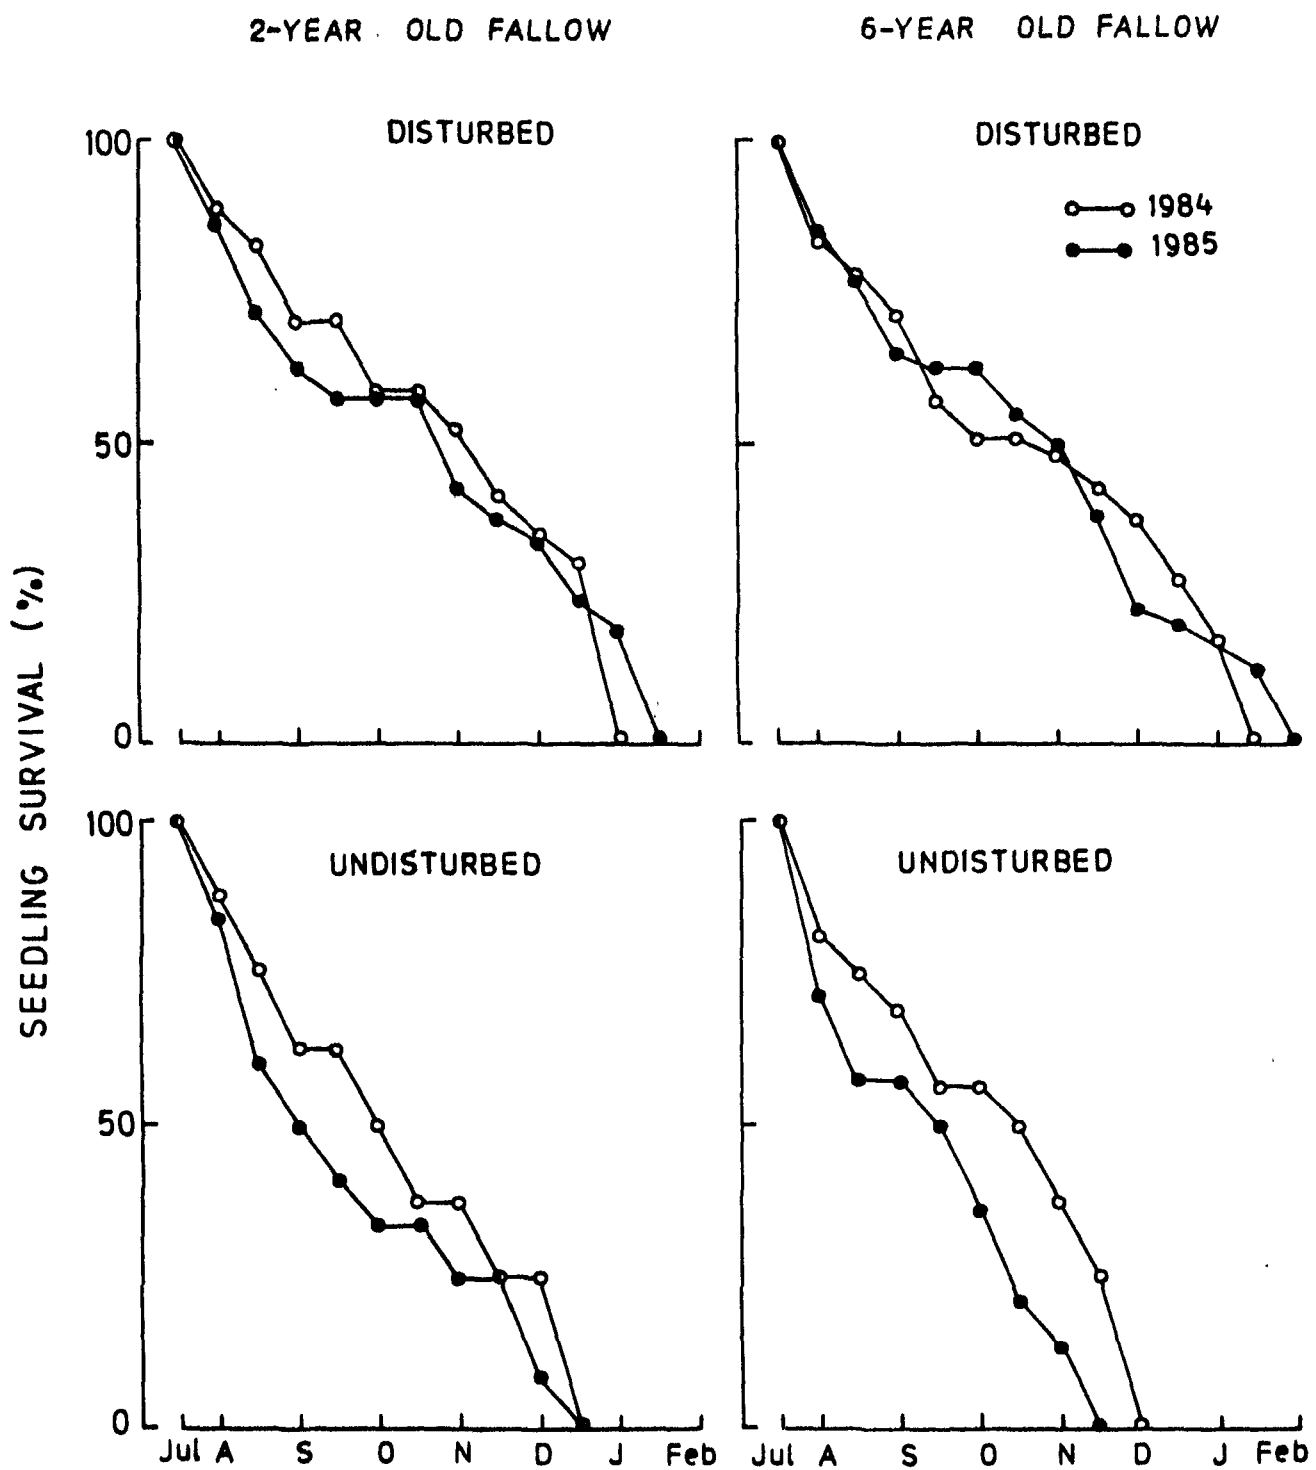 2-YEAR OLD FALLOW
6-YEAR OLD FALLOW
DISTURBED
DISTURBED
1984
1985
100
50
0
SEEDLING SURVIVAL (%)
UNDISTURBED
UNDISTURBED
100
50
0
Jul A S O N D J Feb
Jul A S O N D J Feb